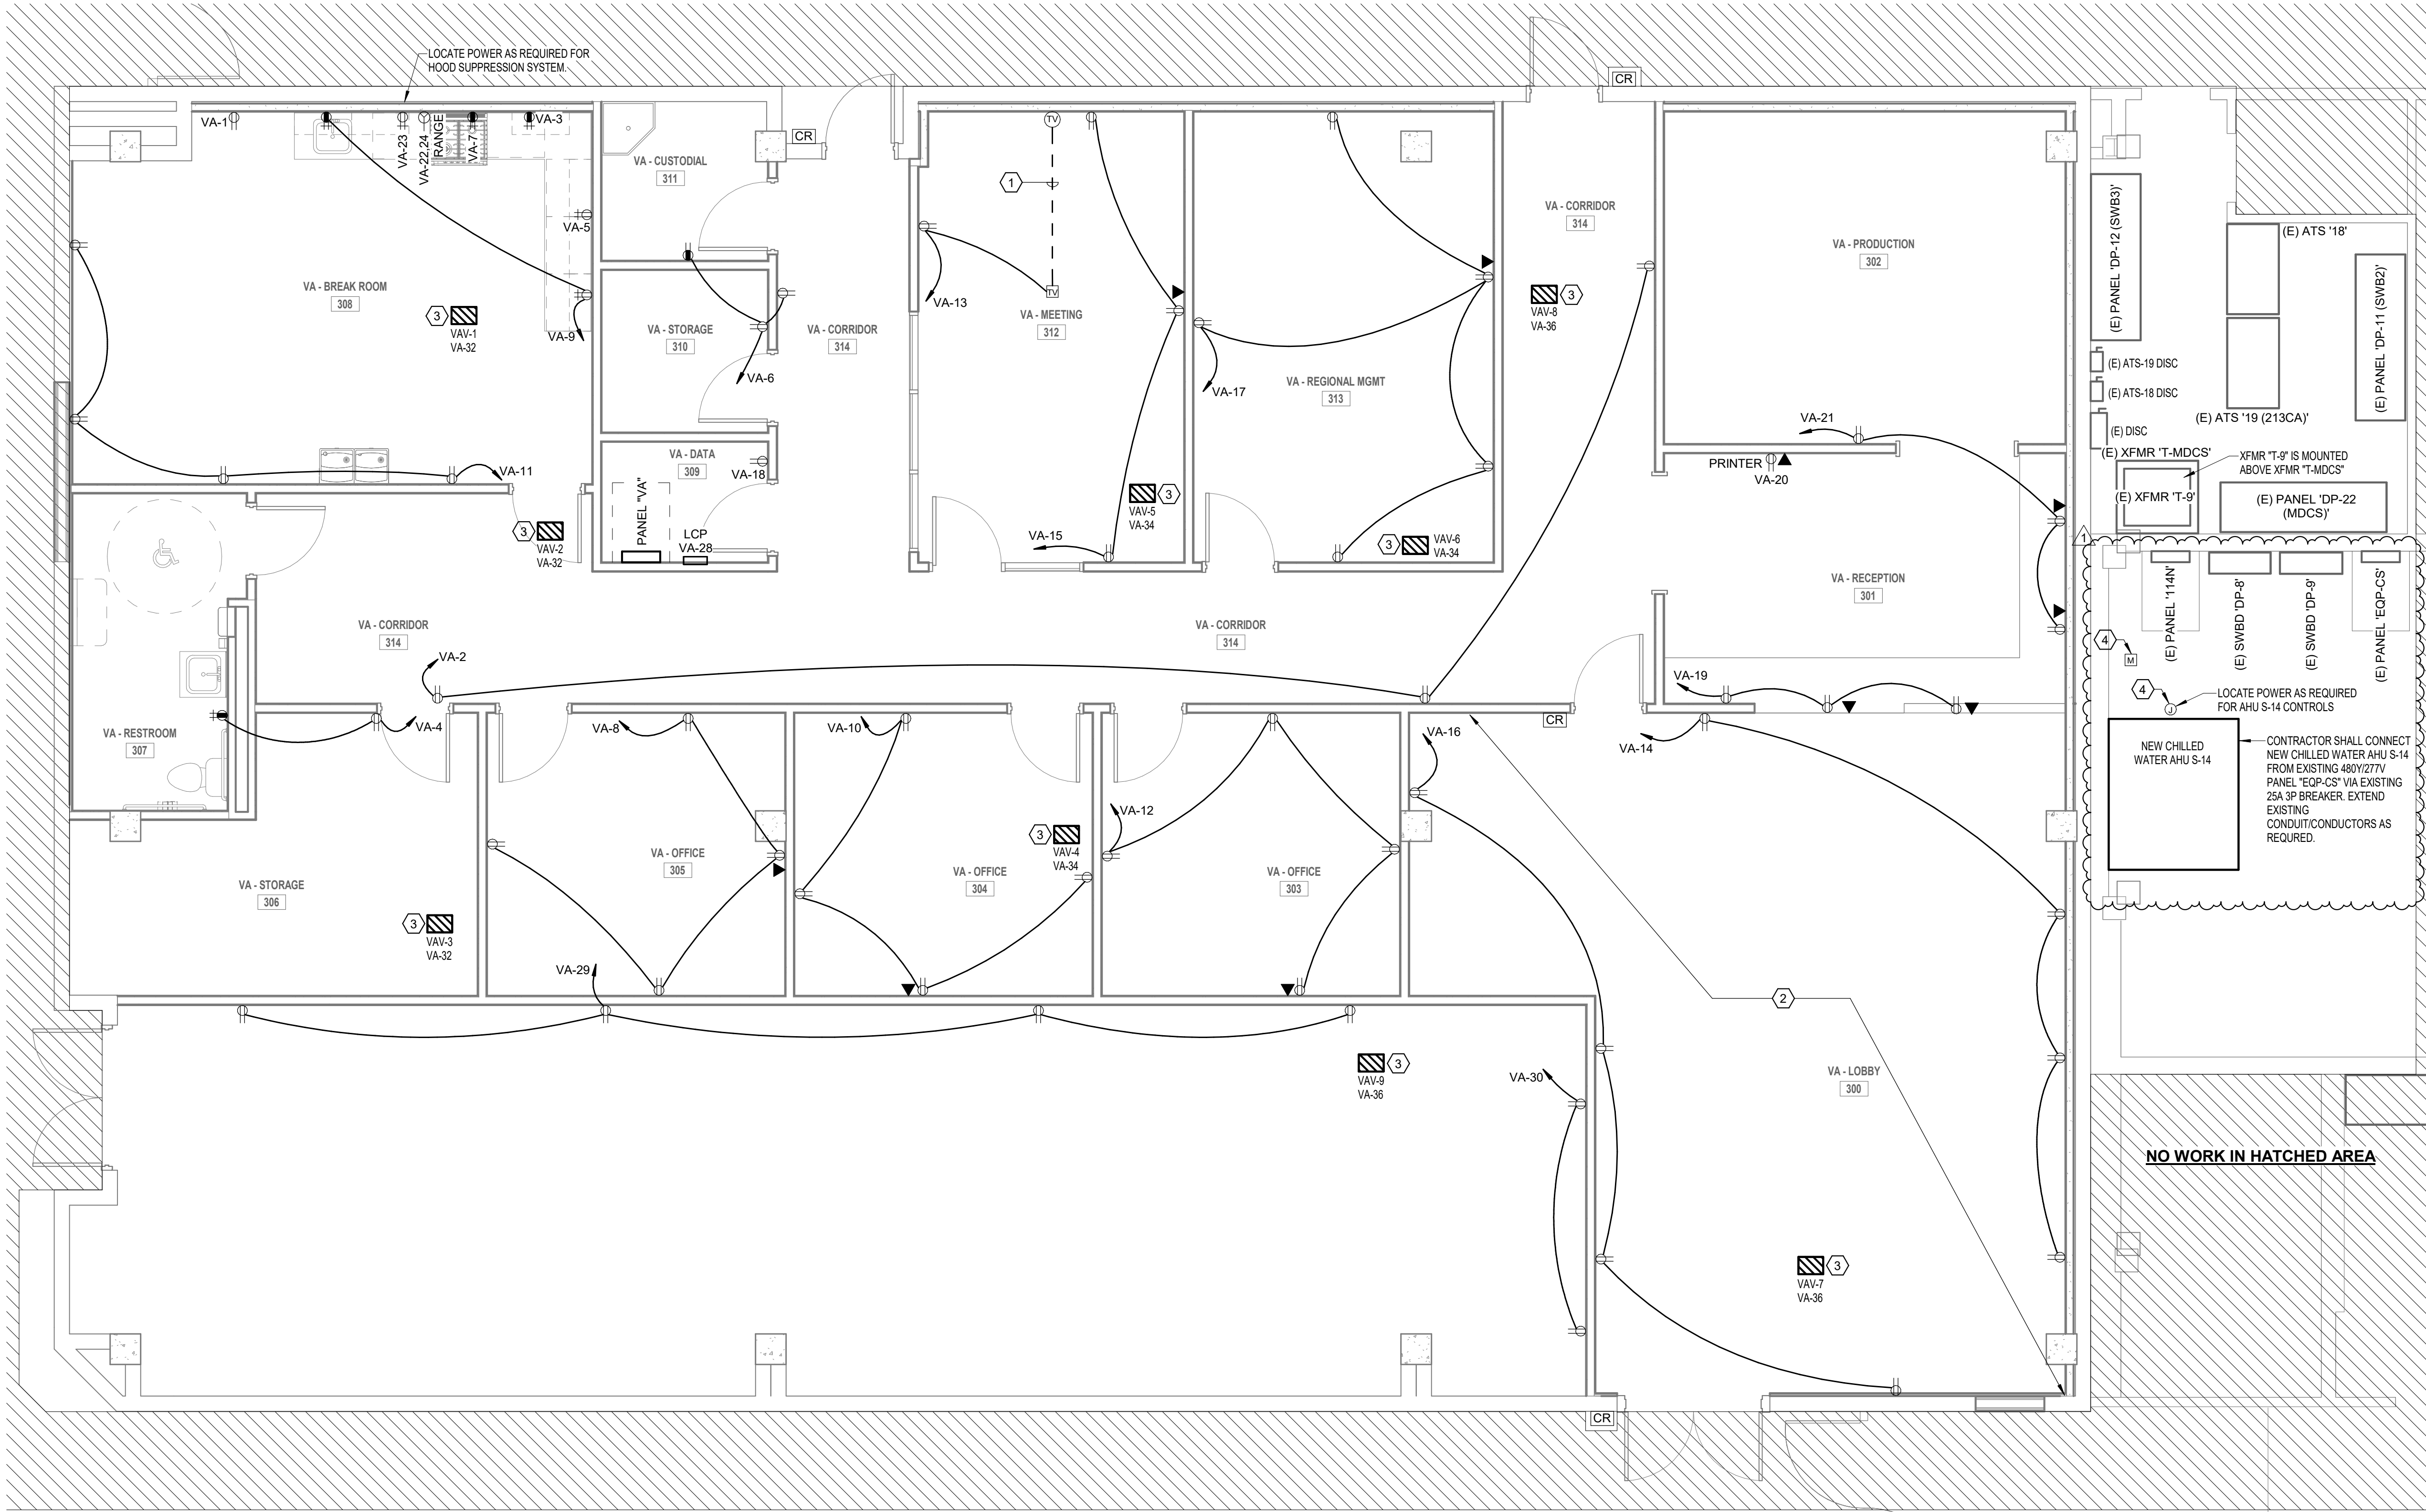 LOCATE POWER AS REQUIRED FOR
HOOD SUPPRESSION SYSTEM.
CR
VA-1
VA-23
VA-22,24
RANGE
VA-7
VA-3
CR
TV
VA - CUSTODIAL
311
1
VA-5
VA - CORRIDOR
314
VA - PRODUCTION
302
(E) PANEL 'DP-12 (SWB3)'
(E) ATS '18'
(E) PANEL 'DP-11 (SWB2)'
VA - BREAK ROOM
308
3
VAV-1
VA-32
VA-9
VA - STORAGE
310
VA-6
VA - CORRIDOR
314
VA-13
TV
VA - MEETING
312
VA - REGIONAL MGMT
313
VA-17
3
VAV-8
VA-36
(E) ATS-19 DISC
(E) ATS-18 DISC
(E) ATS '19 (213CA)'
(E) DISC
VA-21
VA-11
VA - DATA
309
VA-18
PANEL "VA"
LCP
VA-28
3
VAV-2
VA-32
3
VAV-5
VA-34
VA-15
3
VAV-6
VA-34
PRINTER
VA-20
(E) XFMR 'T-MDCS'
XFMR "T-9" IS MOUNTED
ABOVE XFMR "T-MDCS"
(E) XFMR 'T-9'
(E) PANEL 'DP-22
(MDCS)'
1
VA - RECEPTION
301
(E) PANEL '114N'
(E) SWBD 'DP-8'
(E) SWBD 'DP-9'
(E) PANEL 'EQP-CS'
VA - CORRIDOR
314
VA - CORRIDOR
314
VA-2
4
M
VA-19
4
J
LOCATE POWER AS REQUIRED
FOR AHU S-14 CONTROLS
VA - RESTROOM
307
VA-4
VA-8
VA-10
CR
VA-16
VA-14
NEW CHILLED
WATER AHU S-14
CONTRACTOR SHALL CONNECT
NEW CHILLED WATER AHU S-14
FROM EXISTING 480Y/277V
PANEL "EQP-CS" VIA EXISTING
25A 3P BREAKER. EXTEND
EXISTING
CONDUIT/CONDUCTORS AS
REQURED.
VA-12
VA - STORAGE
306
VA - OFFICE
305
3
VAV-4
VA-34
VA - OFFICE
304
VA - OFFICE
303
3
VAV-3
VA-32
VA-29
2
3
VAV-9
VA-36
VA-30
VA - LOBBY
300
NO WORK IN HATCHED AREA
3
VAV-7
VA-36
CR